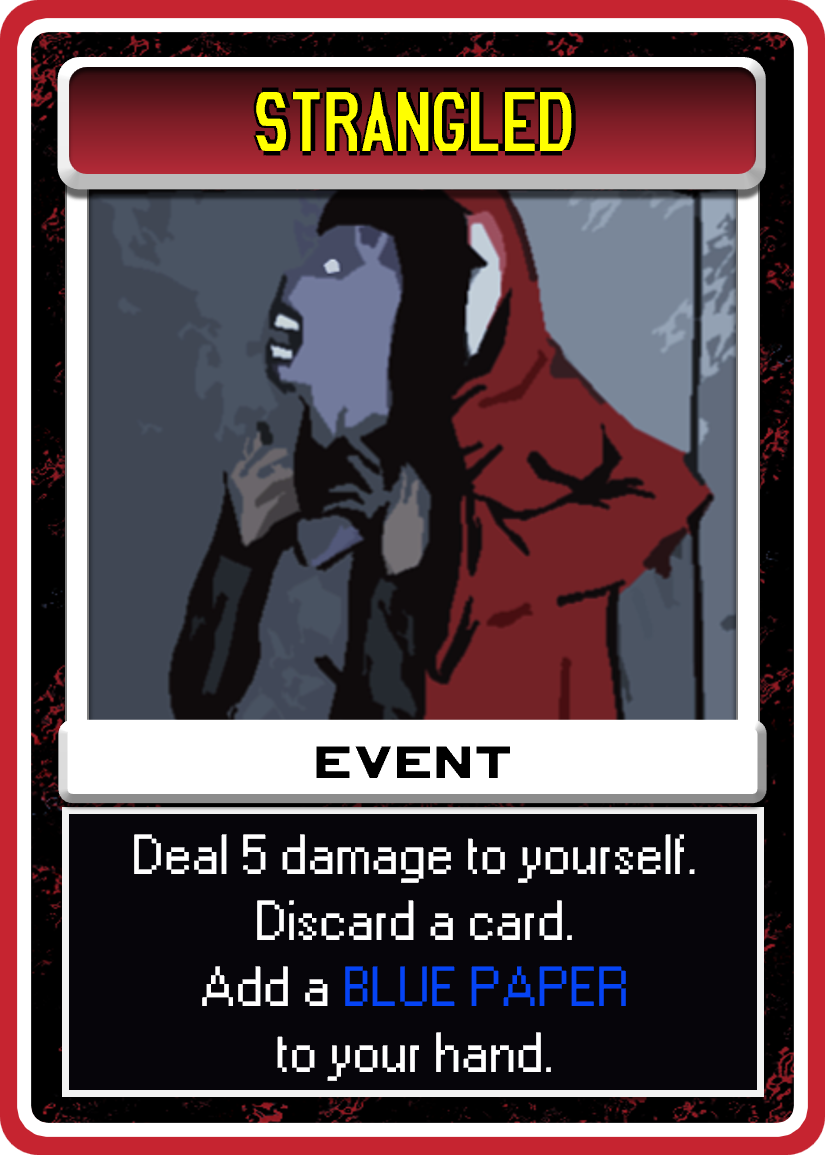 STRANGLED
EVENT
Deal 5 damage to yourself.
Discard a card.
Add a BLUE PAPER
to your hand.